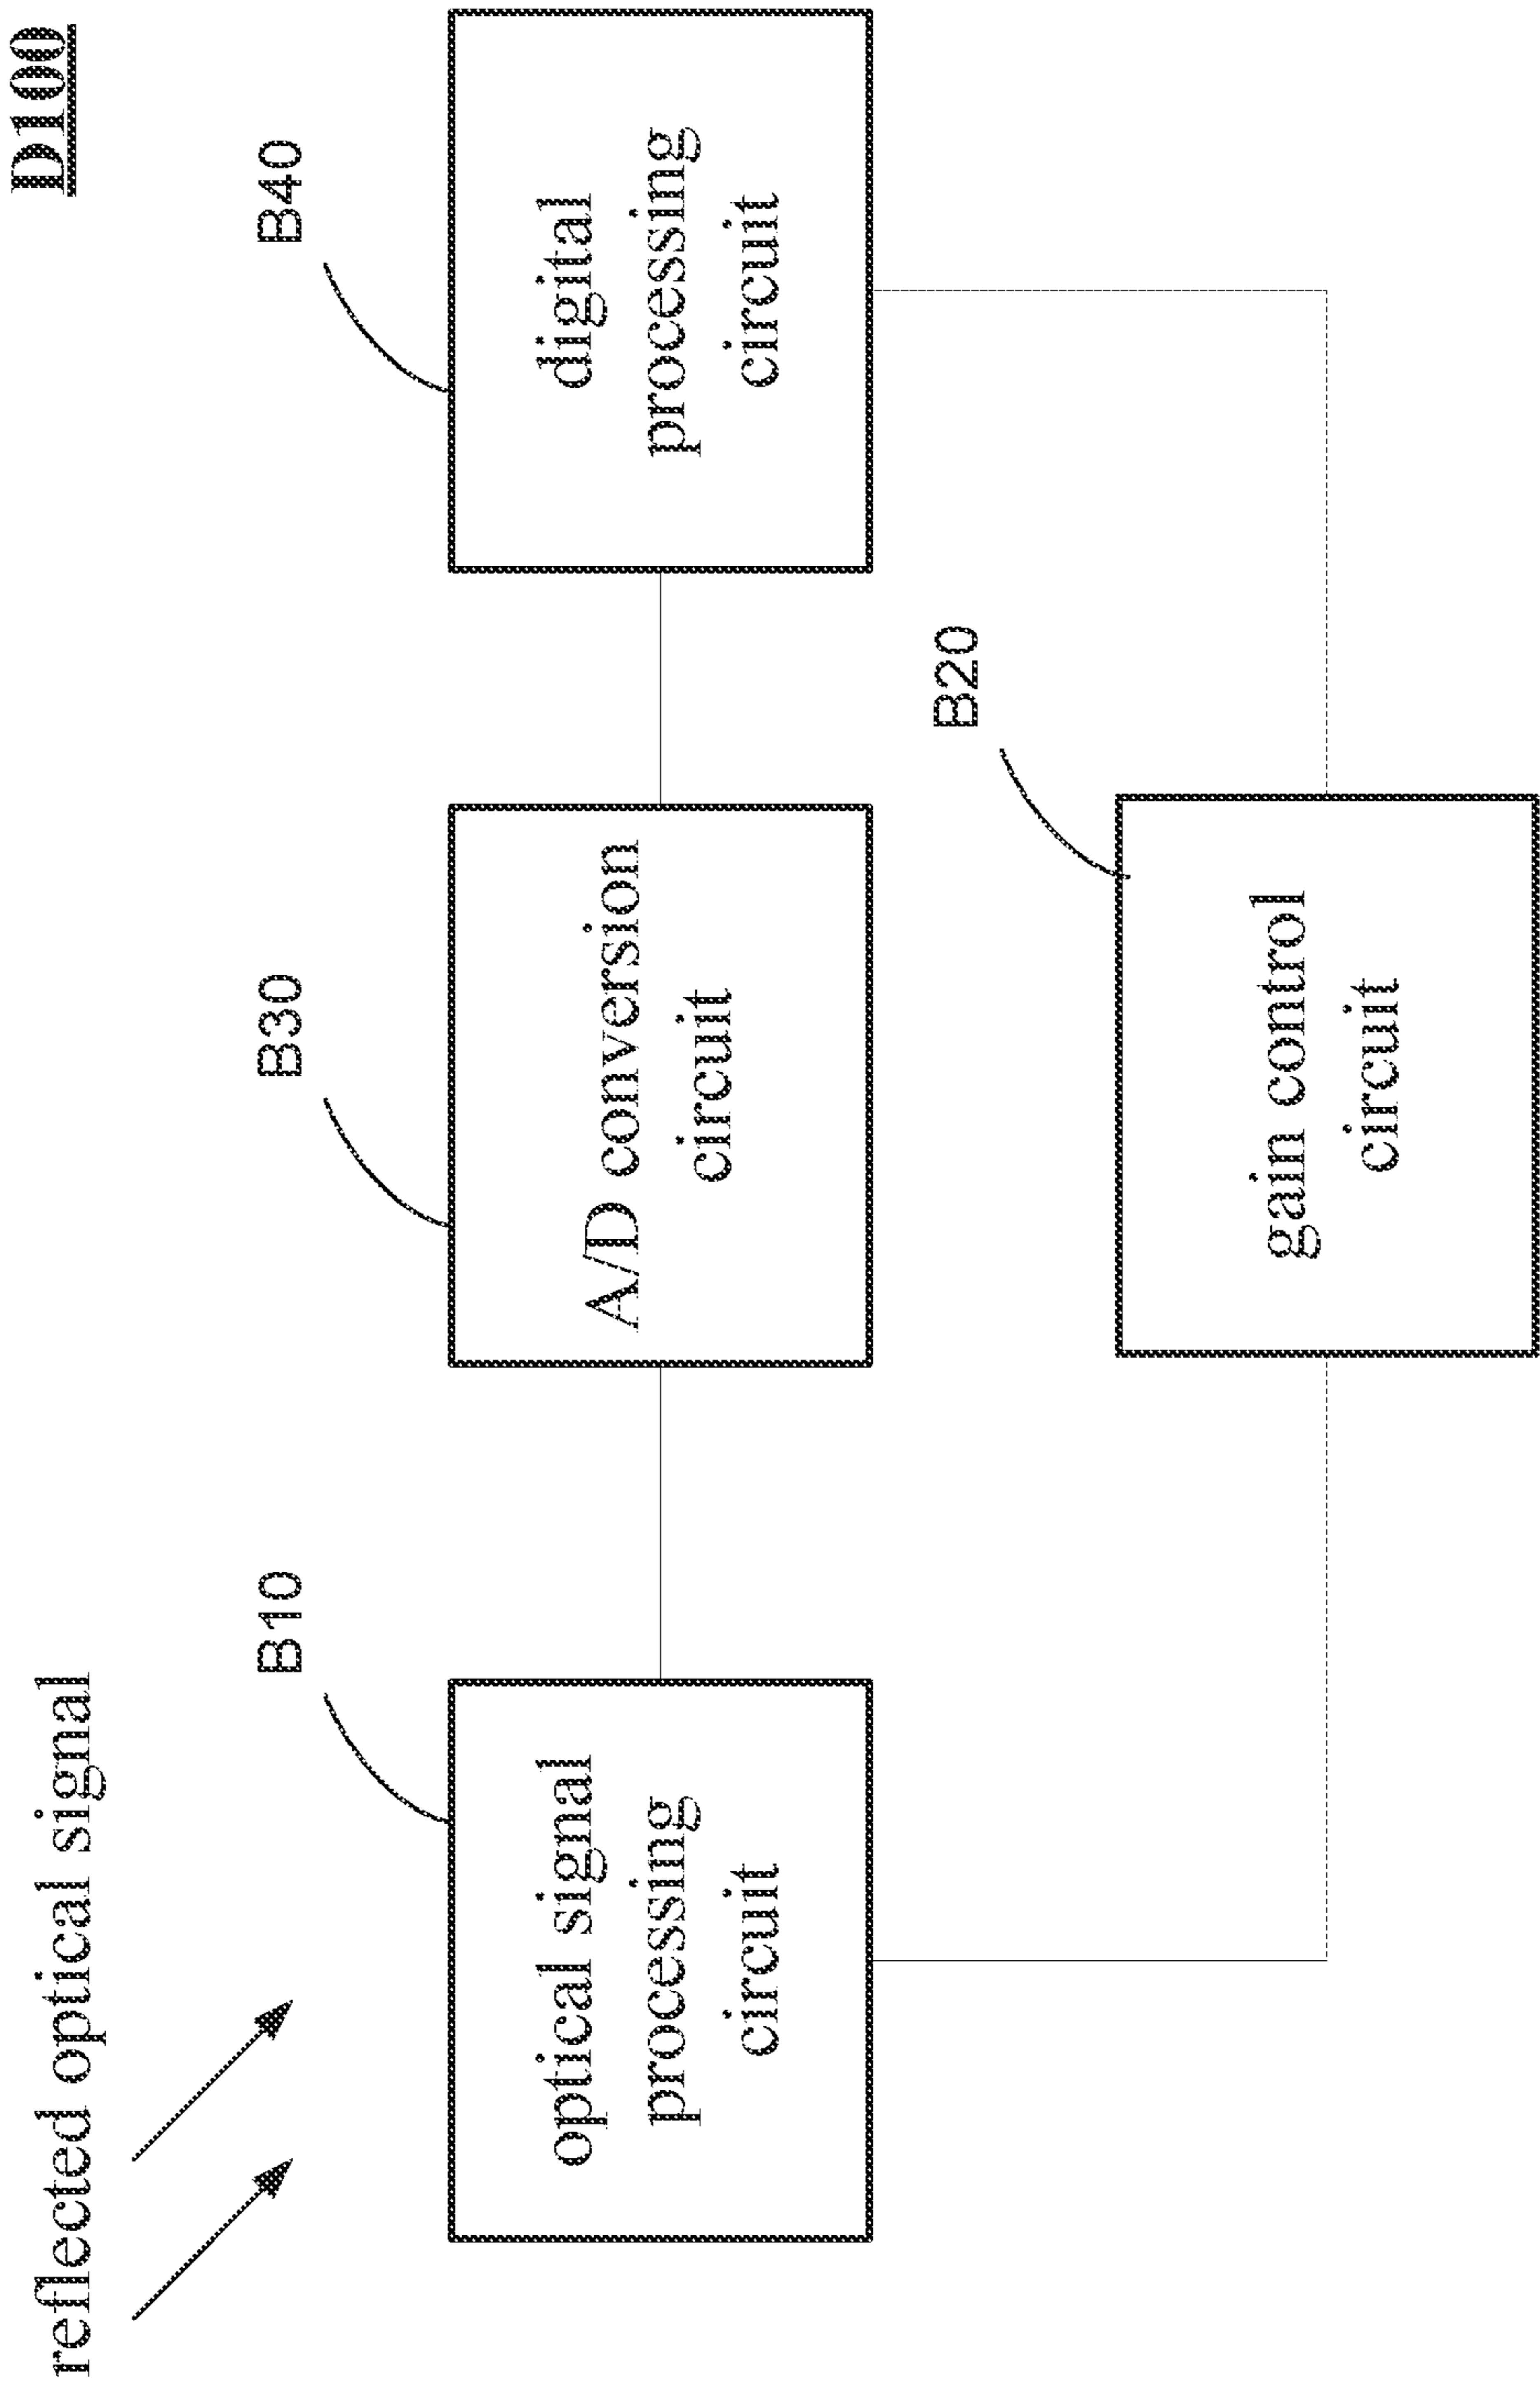 D100
reflected optical signal
B10
optical signal
processing
circuit
B30
A/D conversion
circuit
B40
digital
processing
circuit
B20
gain control
circuit